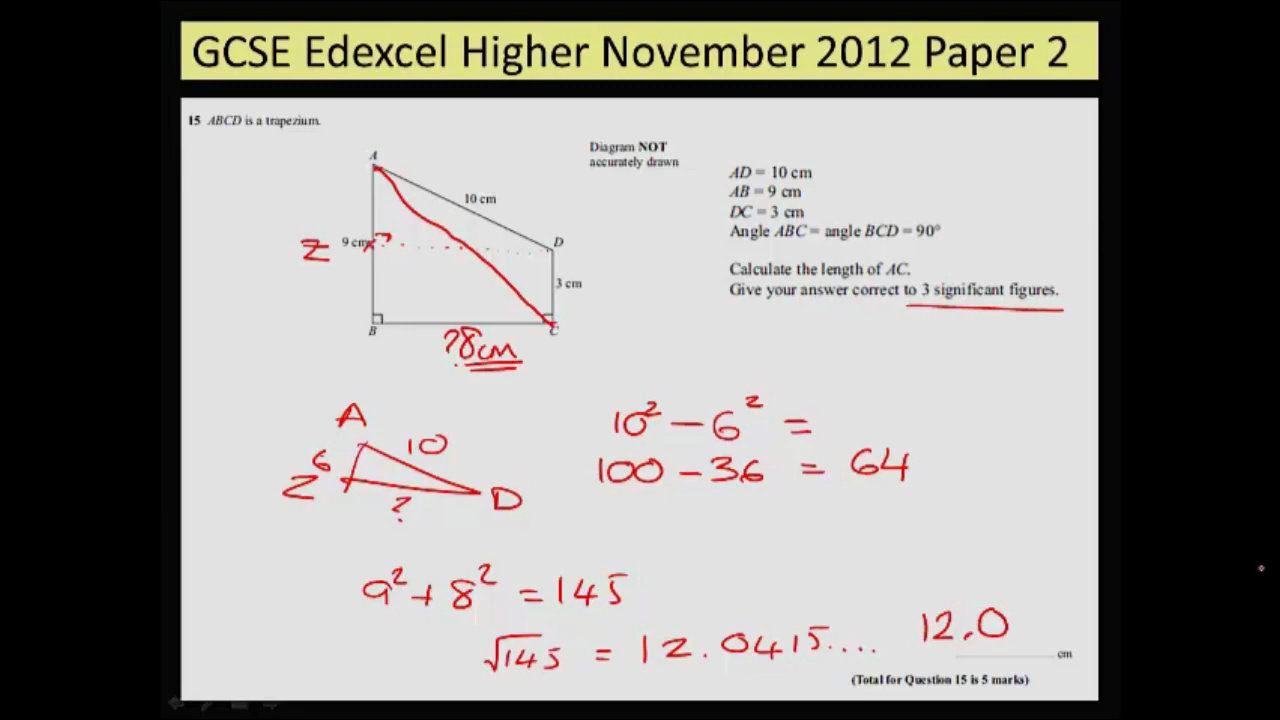 GCSE Edexcel Higher November 2012 Paper 2
15 ABCD is a trapezium.
Diagram NOT
accurately drawn
A
10 cm
Z 9 cm ?
D
3 cm
B
C
?8cm
AD = 10 cm
AB = 9 cm
DC = 3 cm
Angle ABC = angle BCD = 90°
Calculate the length of AC.
Give your answer correct to 3 significant figures.
A
6 10
Z ? D
10² − 6² =
100 − 36 = 64
9² + 8² = 145
√145 = 12.0415....
12.0
cm
(Total for Question 15 is 5 marks)